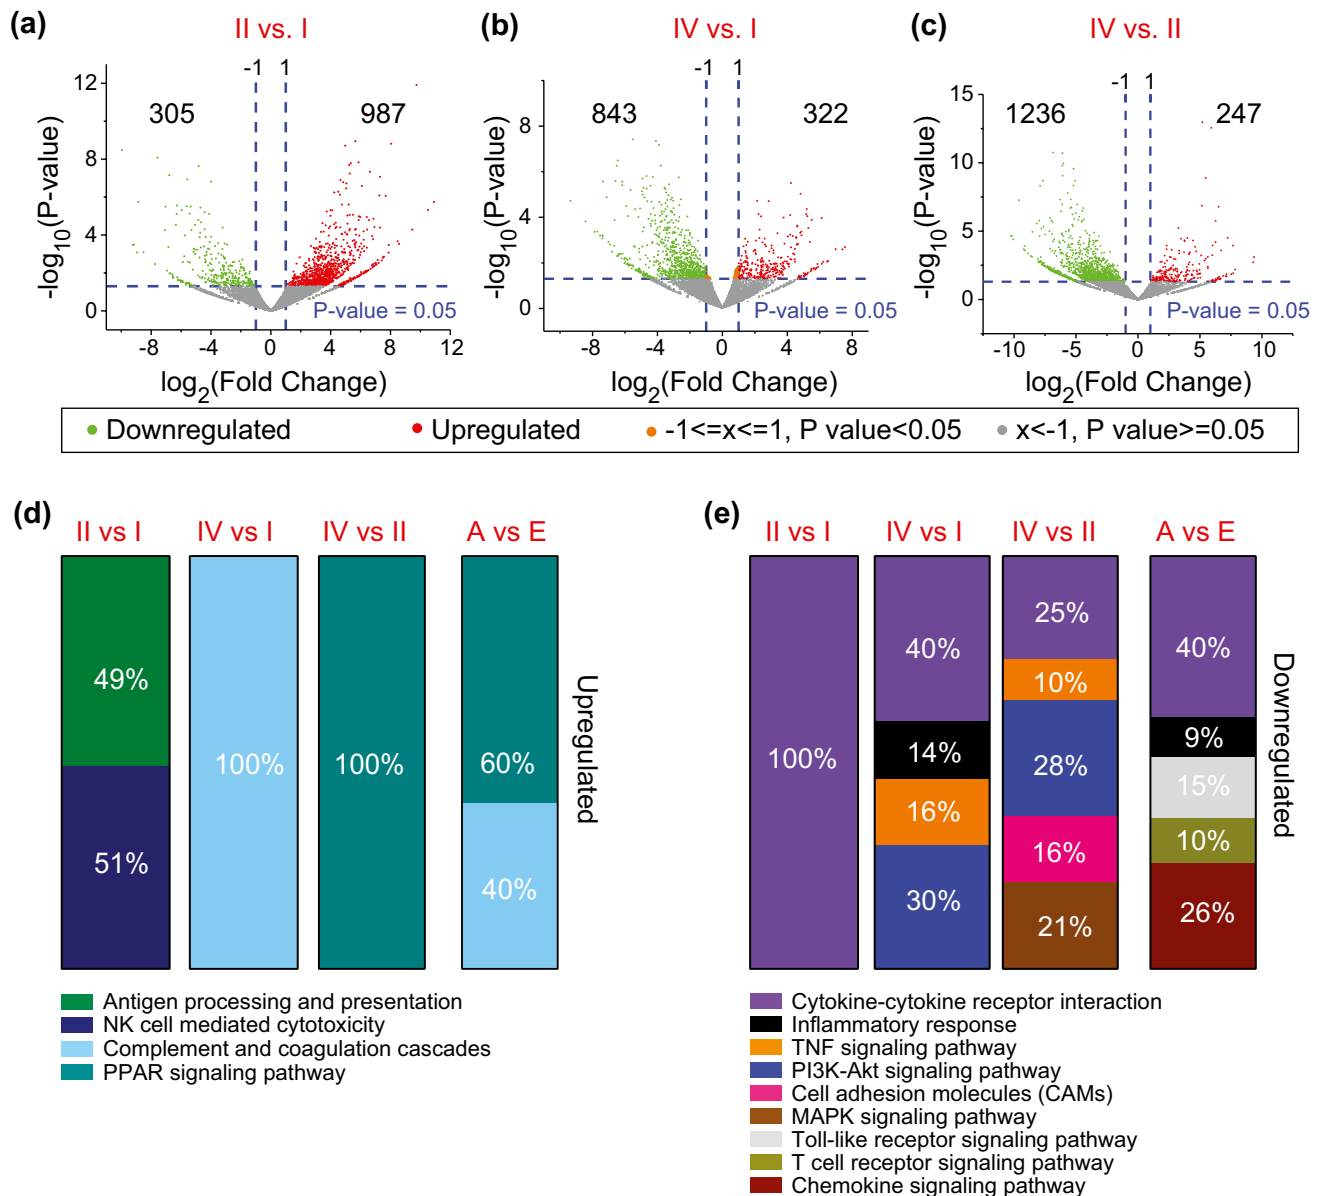 (a)
II vs. I
-1 1
305
987
12
8
4
0
-log10(P-value)
P-value = 0.05
-8 -4 0 4 8 12
log2(Fold Change)
(b)
IV vs. I
-1 1
843
322
8
4
0
-log10(P-value)
P-value = 0.05
-8 -4 0 4 8
log2(Fold Change)
(c)
IV vs. II
-1 1
1236
247
15
10
5
0
-log10(P-value)
P-value = 0.05
-10 -5 0 5 10
log2(Fold Change)
Downregulated
Upregulated
-1<=x<=1, P value<0.05
x<-1, P value>=0.05
(d)
II vs I
IV vs I
IV vs II
A vs E
49%
51%
100%
100%
60%
40%
Upregulated
Antigen processing and presentation
NK cell mediated cytotoxicity
Complement and coagulation cascades
PPAR signaling pathway
(e)
II vs I
IV vs I
IV vs II
A vs E
100%
40%
14%
16%
30%
25%
10%
28%
16%
21%
40%
9%
15%
10%
26%
Downregulated
Cytokine-cytokine receptor interaction
Inflammatory response
TNF signaling pathway
PI3K-Akt signaling pathway
Cell adhesion molecules (CAMs)
MAPK signaling pathway
Toll-like receptor signaling pathway
T cell receptor signaling pathway
Chemokine signaling pathway